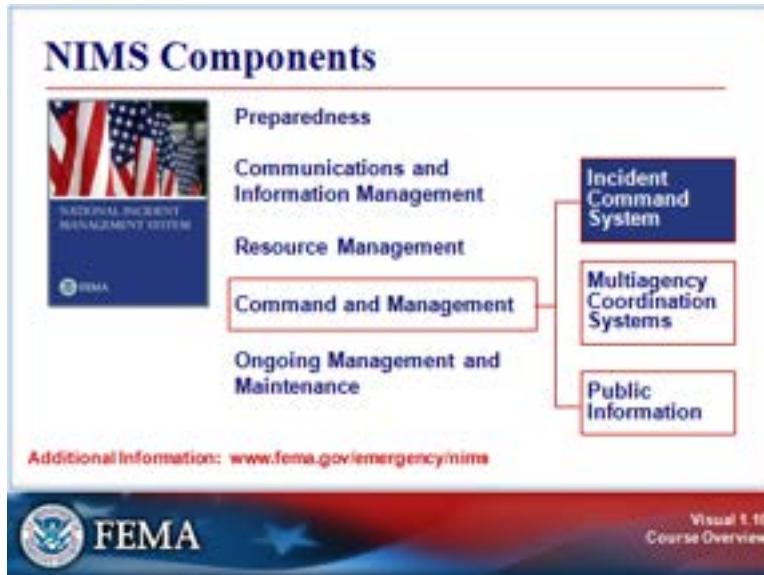 NIMS Components
NATIONAL INCIDENT
MANAGEMENT SYSTEM
FEMA
Preparedness
Communications and
Information Management
Resource Management
Command and Management
Ongoing Management and
Maintenance
Incident
Command
System
Multiagency
Coordination
Systems
Public
Information
Additional Information: www.fema.gov/emergency/nims
FEMA
Visual 1.10
Course Overview